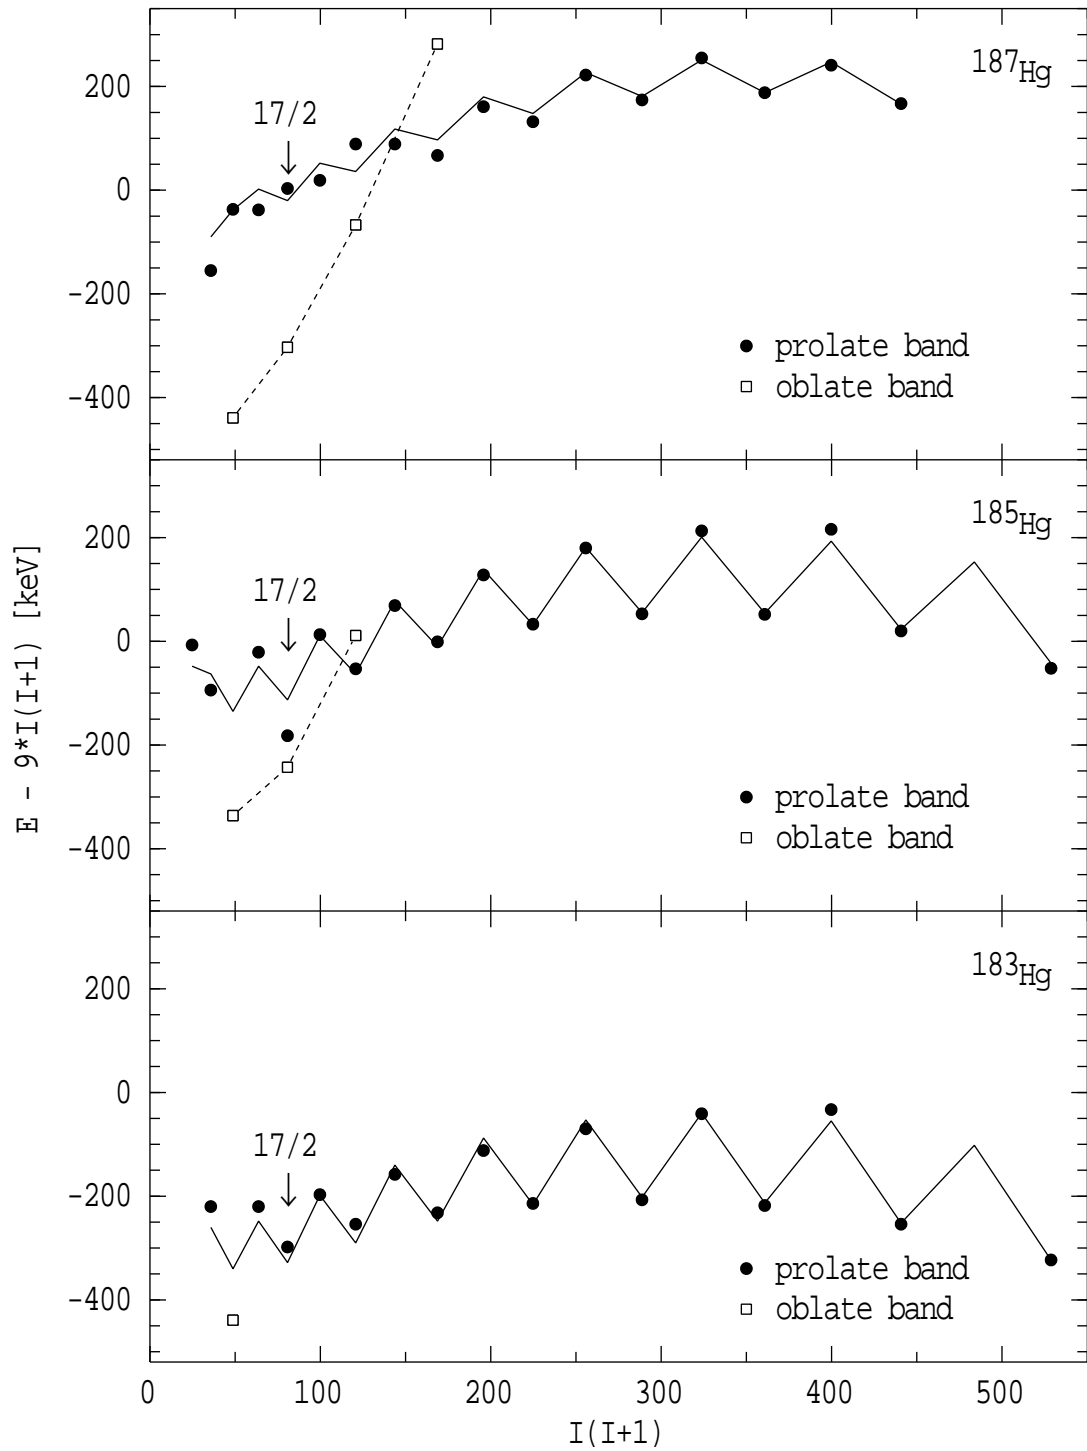 187Hg
200
17/2
0
-200
prolate band
-400
oblate band
185Hg
200
17/2
0
-200
prolate band
-400
oblate band
E - 9*I(I+1) [keV]
183Hg
200
0
17/2
-200
prolate band
-400
oblate band
0 100 200 300 400 500
I(I+1)